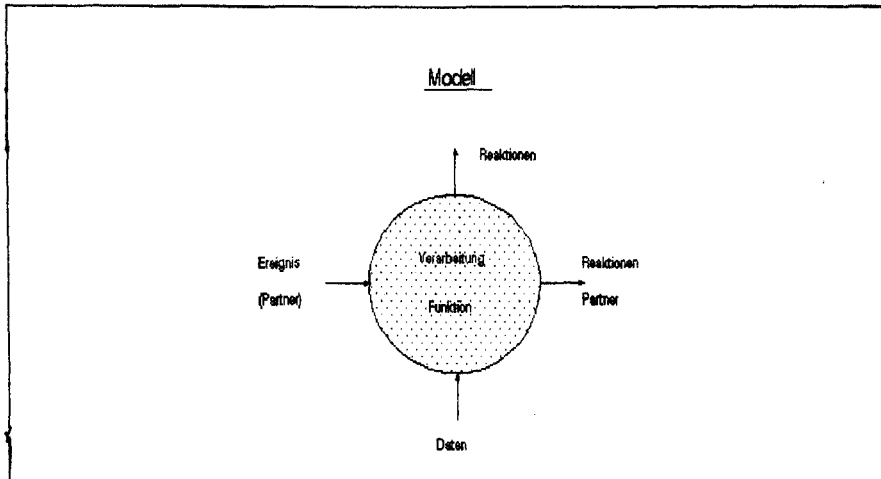 Modell
Reaktionen
Verarbeitung
Funktion
Ereignis
(Partner)
Reaktionen
Partner
Daten